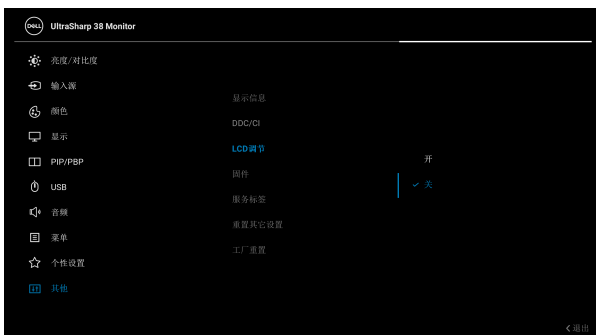 DELL UltraSharp 38 Monitor
亮度/对比度
输入源
颜色
显示
PIP/PBP
USB
音频
菜单
个性设置
其他
显示信息
DDC/CI
LCD调节
固件
服务标签
重置其它设置
工厂重置
开
关
退出